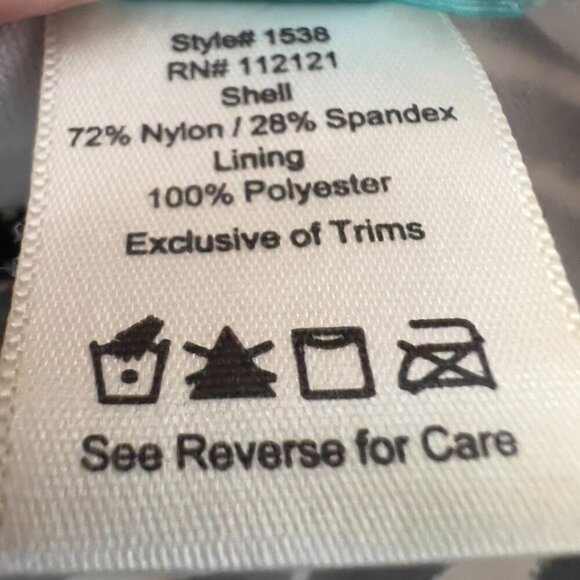 Style# 1538
RN# 112121
Shell
72% Nylon / 28% Spandex
Lining
100% Polyester
Exclusive of Trims
See Reverse for Care